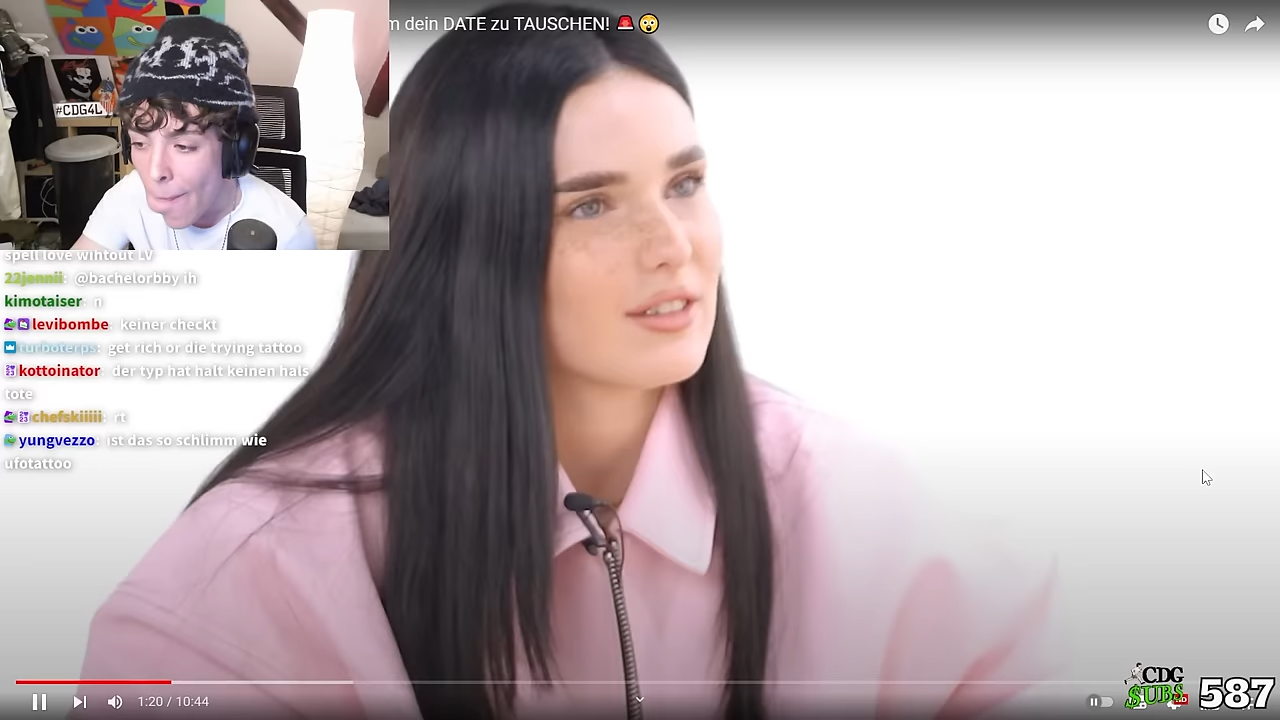 m dein DATE zu TAUSCHEN! 🚨😲
#CDG4L
spell love wihtout LV
22jennii: @bachelorbby ih
kimotaiser: n
levibombe: keiner checkt
turboterps: get rich or die trying tattoo
kottoinator: der typ hat halt keinen hals
tote
chefskiiiii: rt
yungvezzo: ist das so schlimm wie
ufotattoo
1:20 / 10:44
CDG
SUBS
587